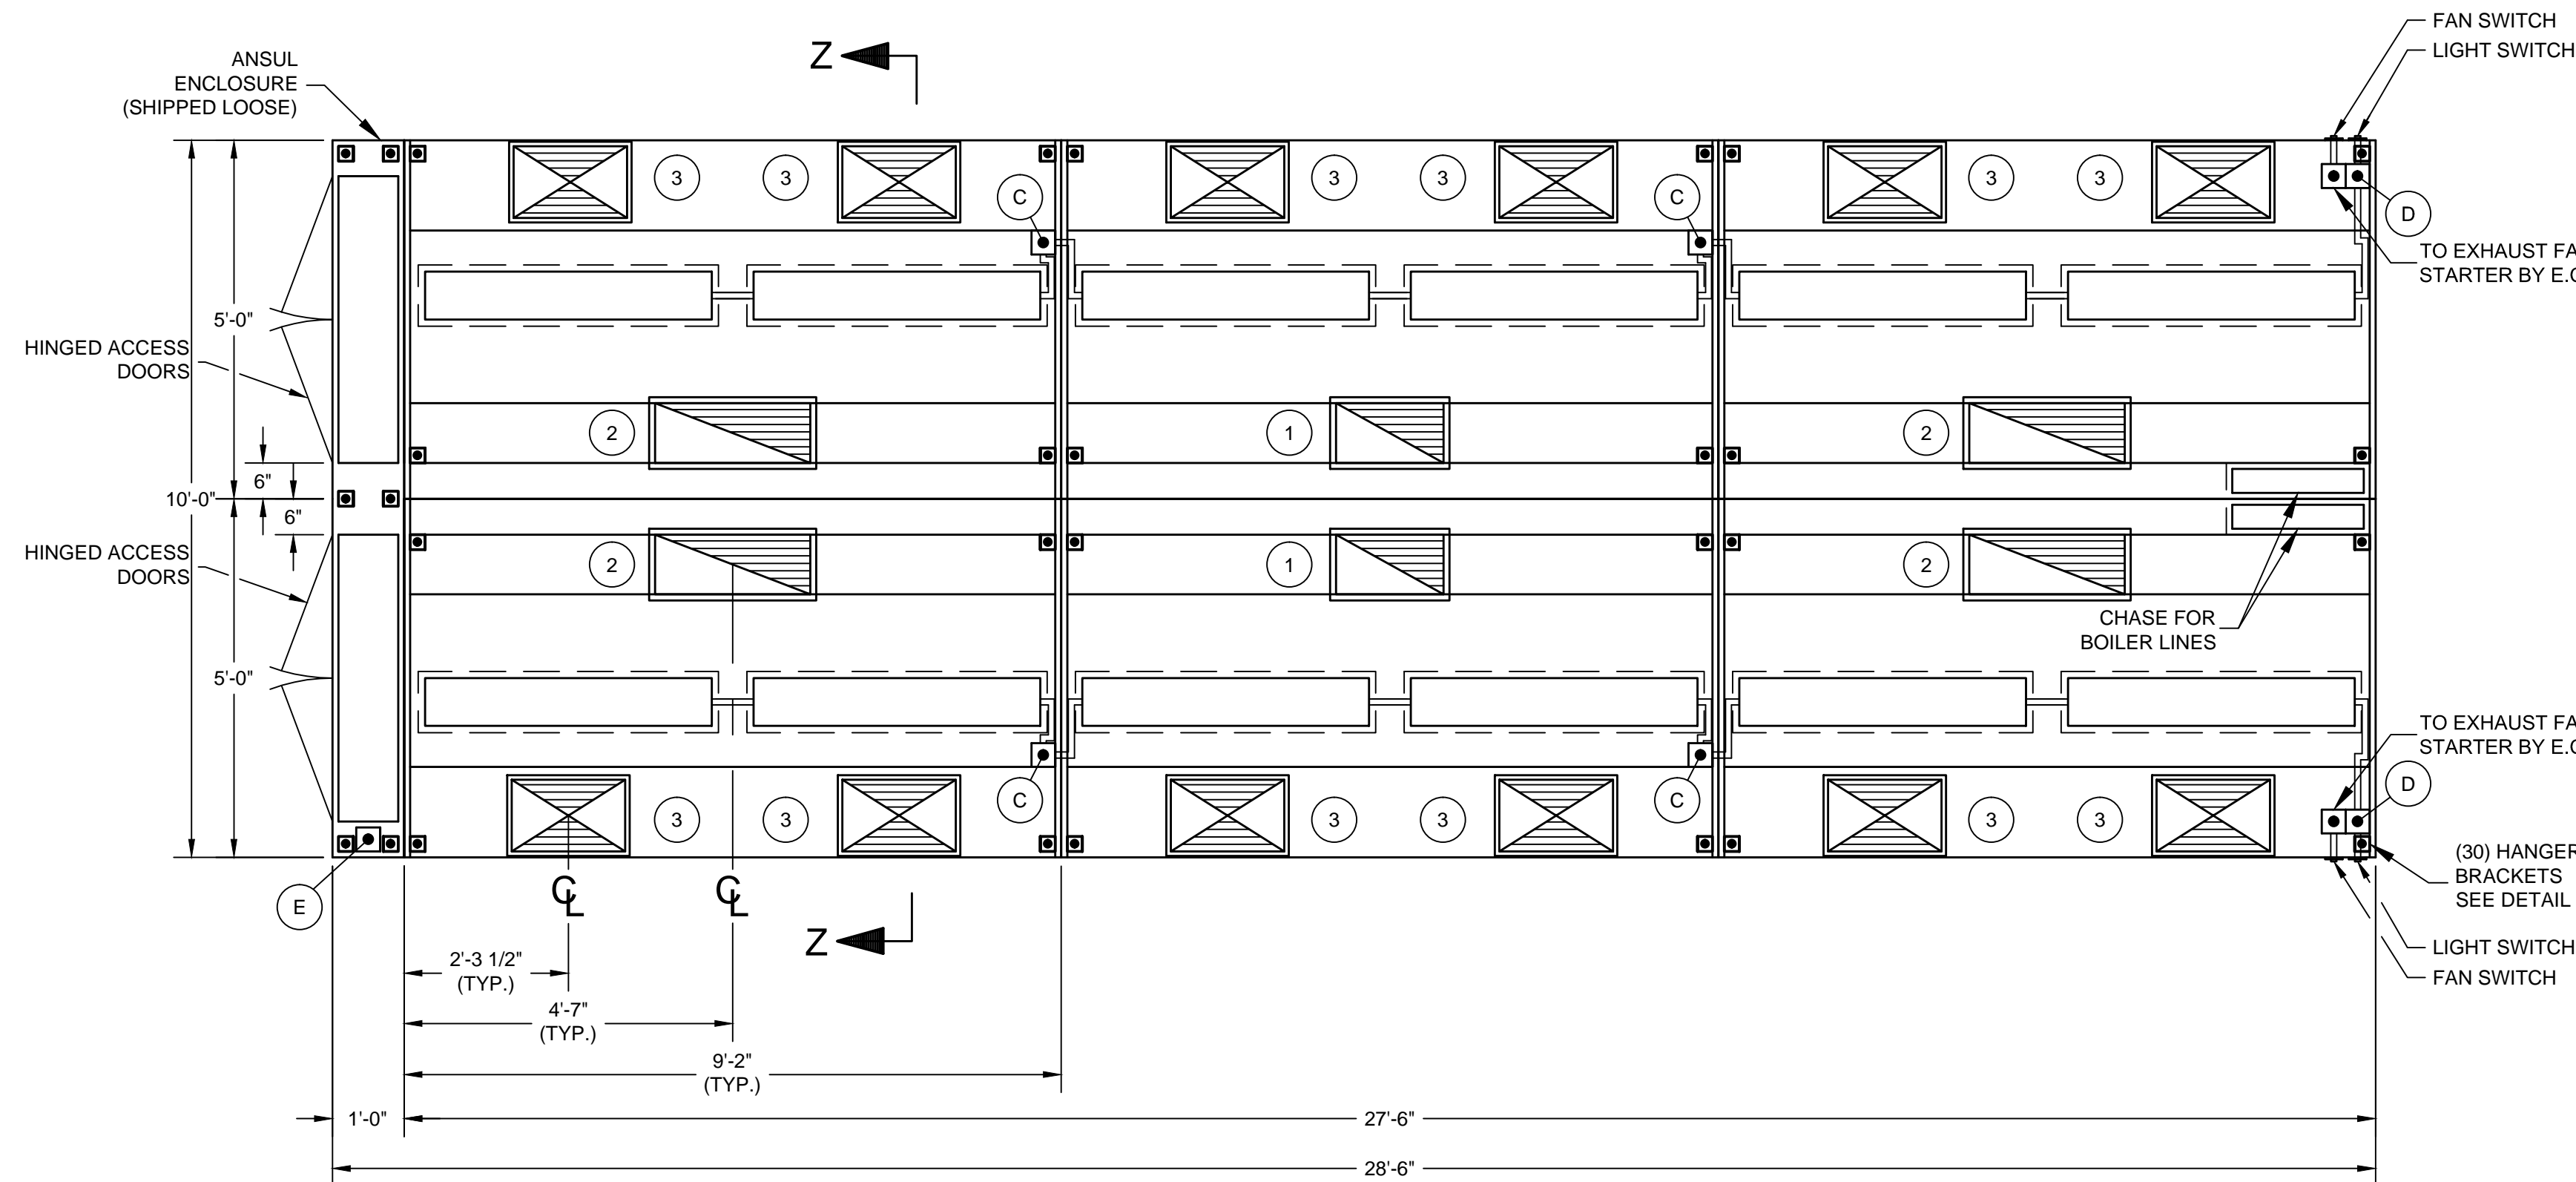 FAN SWITCH
LIGHT SWITCH
Z
ANSUL
ENCLOSURE
(SHIPPED LOOSE)
3 3 3 3 3 3
C C D
TO EXHAUST
STARTER BY
5'-0"
HINGED ACCESS
DOORS
2 1 2
6"
10'-0"
6"
HINGED ACCESS
DOORS
2 1 2
CHASE FOR
BOILER LINES
5'-0"
TO EXHAUST
STARTER BY
C C D
3 3 3 3 3 3
(30)
BRACKETS
SEE DETAIL
E
CL CL
Z
LIGHT SWITCH
FAN SWITCH
2'-3 1/2"
(TYP.)
4'-7"
(TYP.)
9'-2"
(TYP.)
1'-0" 27'-6"
28'-6"